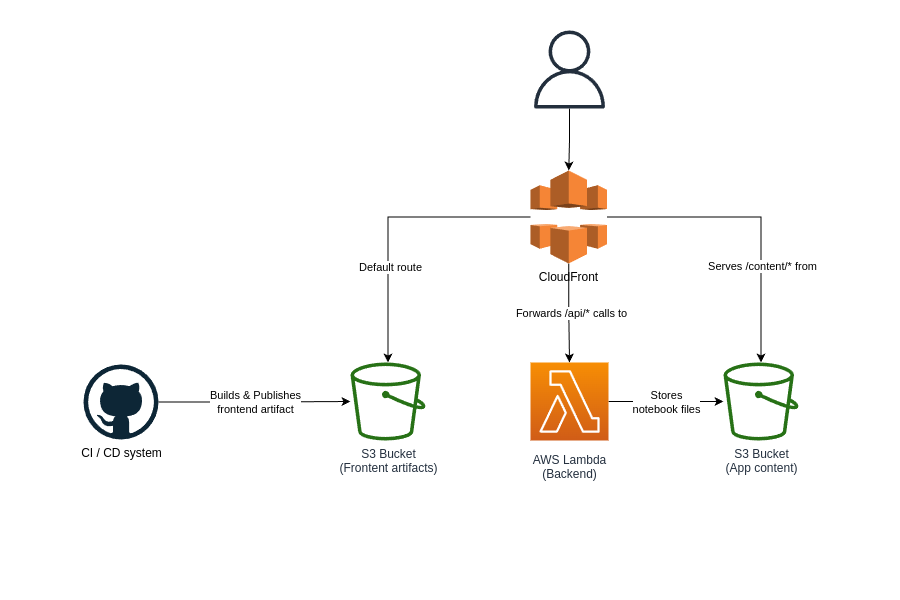 CloudFront
Default route
Serves /content/* from
Forwards /api/* calls to
Builds & Publishes
frontend artifact
Stores
notebook files
CI / CD system
S3 Bucket
(Frontent artifacts)
AWS Lambda
(Backend)
S3 Bucket
(App content)